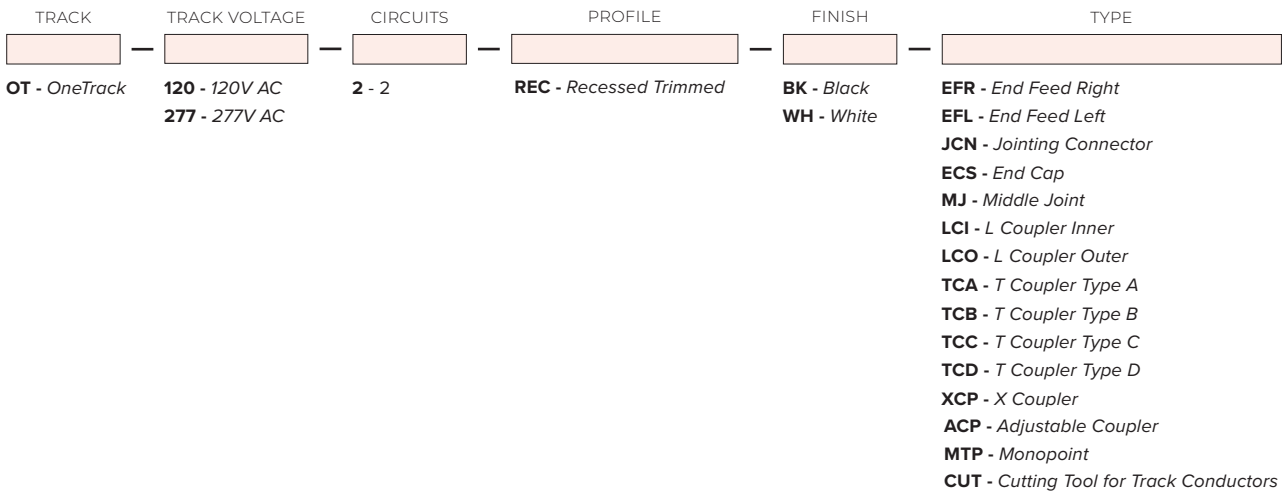 TRACK TRACK VOLTAGE CIRCUITS PROFILE FINISH TYPE
OT - OneTrack 120 - 120V AC 2 - 2 REC - Recessed Trimmed BK - Black EFR - End Feed Right
277 - 277V AC WH - White EFL - End Feed Left
JCN - Jointing Connector
ECS - End Cap
MJ - Middle Joint
LCI - L Coupler Inner
LCO - L Coupler Outer
TCA - T Coupler Type A
TCB - T Coupler Type B
TCC - T Coupler Type C
TCD - T Coupler Type D
XCP - X Coupler
ACP - Adjustable Coupler
MTP - Monopoint
CUT - Cutting Tool for Track Conductors